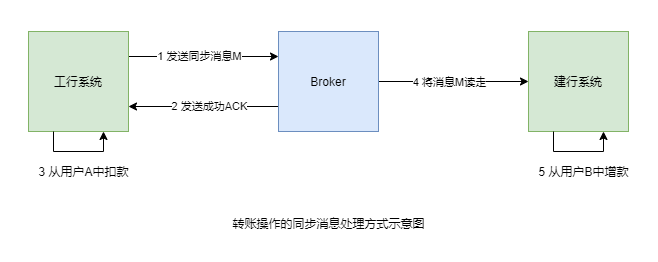 工行系统
1 发送同步消息M
Broker
2 发送成功ACK
4 将消息M读走
建行系统
3 从用户A中扣款
5 从用户B中增款
转账操作的同步消息处理方式示意图